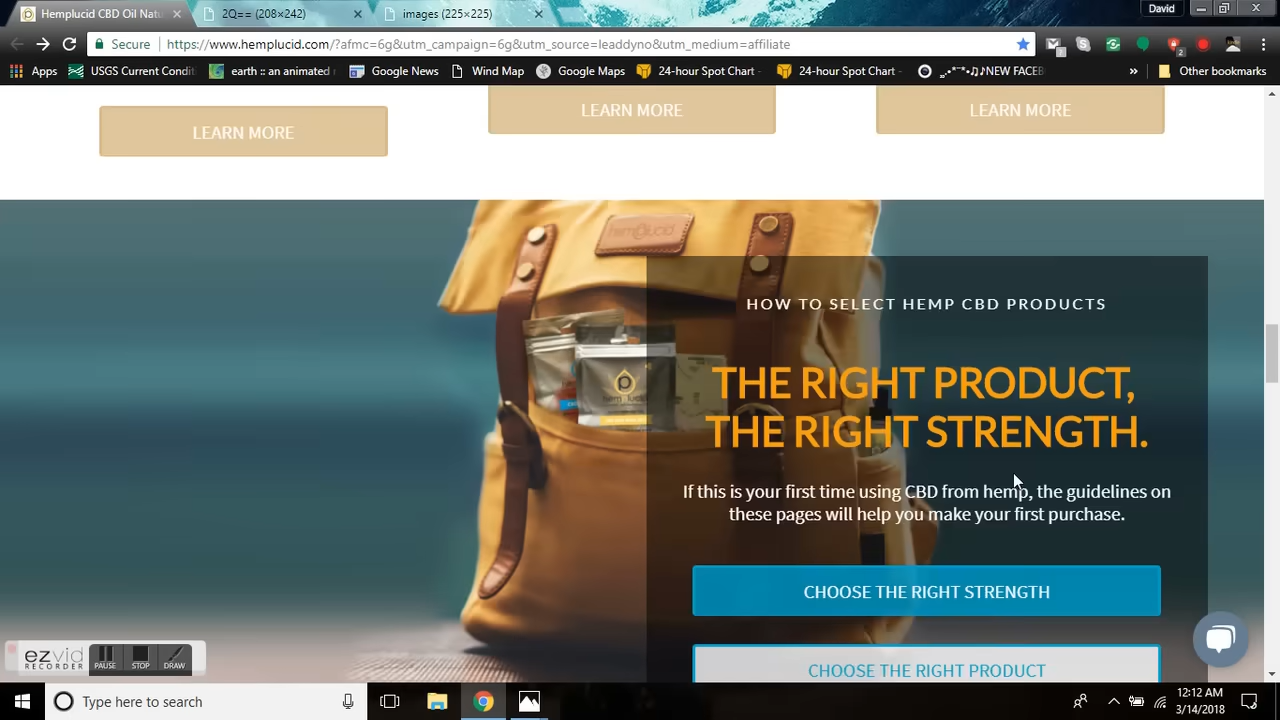 Hemplucid CBD Oil Natu
2Q== (208×242)
images (225×225)
David
Secure
https://www.hemplucid.com/?afmc=6g&utm_campaign=6g&utm_source=leaddyno&utm_medium=affiliate
1
2
Apps
USGS Current Condit
earth :: an animated
Google News
Wind Map
Google Maps
24-hour Spot Chart -
24-hour Spot Chart -
NEW FACEB
»
Other bookmarks
LEARN MORE
LEARN MORE
LEARN MORE
hemplucid
HOW TO SELECT HEMP CBD PRODUCTS
THE RIGHT PRODUCT,
THE RIGHT STRENGTH.
If this is your first time using CBD from hemp, the guidelines on
these pages will help you make your first purchase.
CHOOSE THE RIGHT STRENGTH
CHOOSE THE RIGHT PRODUCT
ezvid
RECORDER
PAUSE
STOP
DRAW
Type here to search
12:12 AM
3/14/2018